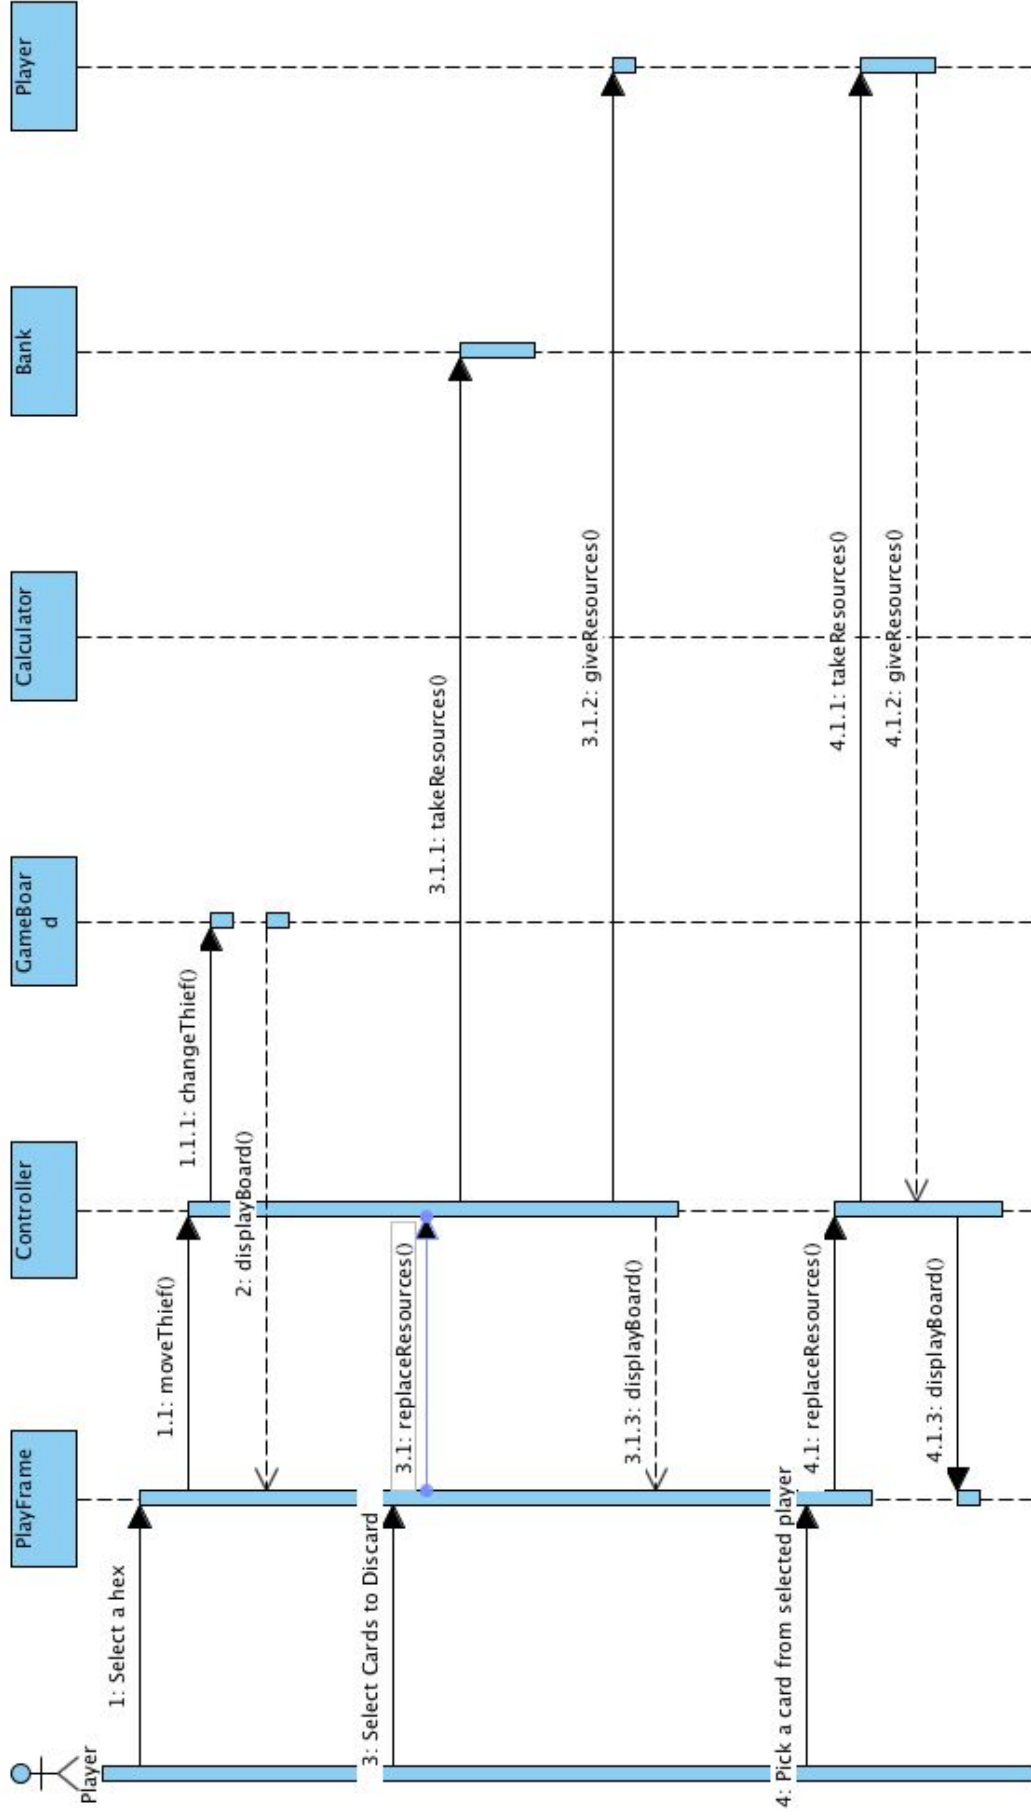 Player
PlayFrame
Controller
GameBoar
d
Calculator
Bank
Player
1: Select a hex
1.1: moveThief()
1.1.1: changeThief()
2: displayBoard()
3: Select Cards to Discard
3.1: replaceResources()
3.1.1: takeResources()
3.1.2: giveResources()
3.1.3: displayBoard()
4: Pick a card from selected player
4.1: replaceResources()
4.1.1: takeResources()
4.1.2: giveResources()
4.1.3: displayBoard()